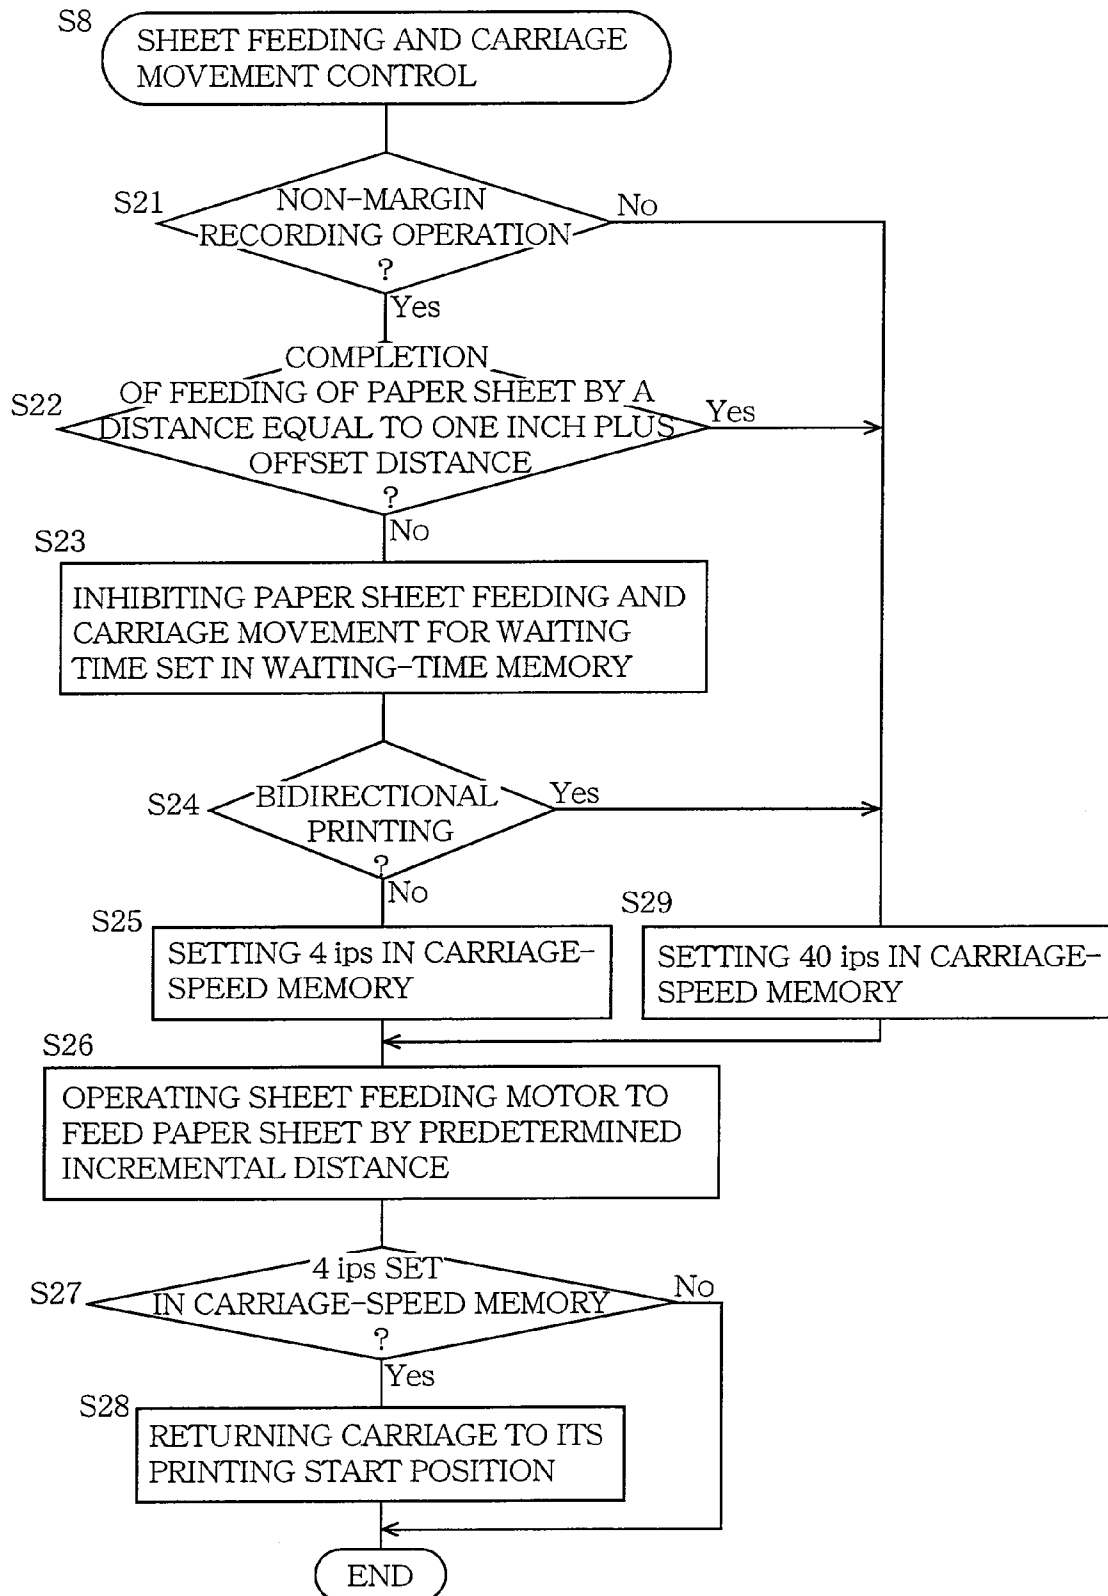 S8
SHEET FEEDING AND CARRIAGE
MOVEMENT CONTROL
S21
NON-MARGIN
RECORDING OPERATION
?
No
Yes
S22
COMPLETION
OF FEEDING OF PAPER SHEET BY A
DISTANCE EQUAL TO ONE INCH PLUS
OFFSET DISTANCE
?
Yes
No
S23
INHIBITING PAPER SHEET FEEDING AND
CARRIAGE MOVEMENT FOR WAITING
TIME SET IN WAITING-TIME MEMORY
S24
BIDIRECTIONAL
PRINTING
?
Yes
No
S25
SETTING 4 ips IN CARRIAGE-
SPEED MEMORY
S29
SETTING 40 ips IN CARRIAGE-
SPEED MEMORY
S26
OPERATING SHEET FEEDING MOTOR TO
FEED PAPER SHEET BY PREDETERMINED
INCREMENTAL DISTANCE
S27
4 ips SET
IN CARRIAGE-SPEED MEMORY
?
No
Yes
S28
RETURNING CARRIAGE TO ITS
PRINTING START POSITION
END